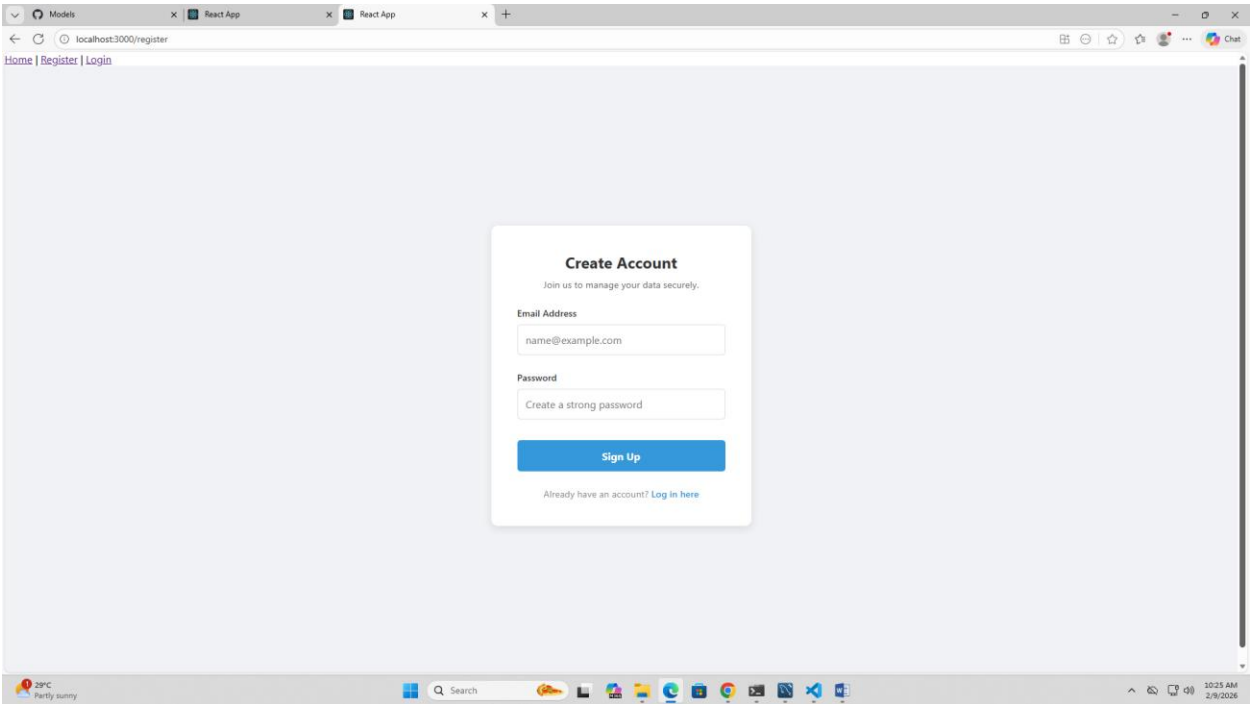 Models
React App
React App
localhost:3000/register
Chat
Home | Register | Login
Create Account
Join us to manage your data securely.
Email Address
name@example.com
Password
Create a strong password
Sign Up
Already have an account? Log in here
1
29°C
Partly sunny
Search
10:25 AM
2/9/2026